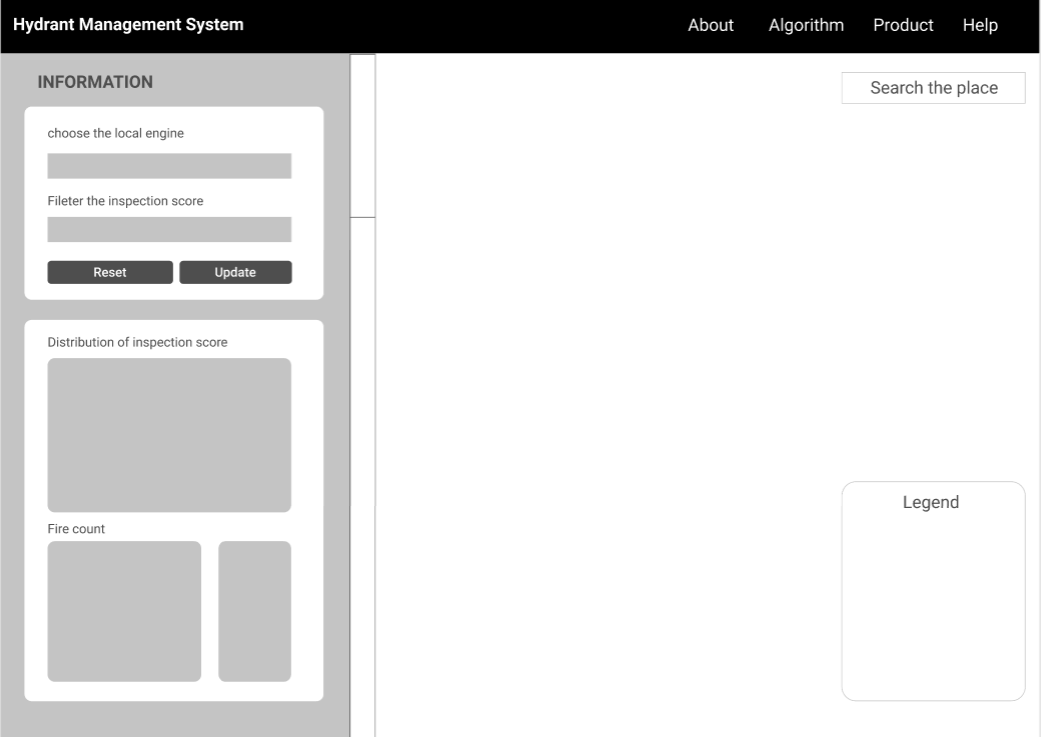 Hydrant Management System
About Algorithm Product Help
INFORMATION
choose the local engine
Fileter the inspection score
Reset Update
Distribution of inspection score
Fire count
Search the place
Legend